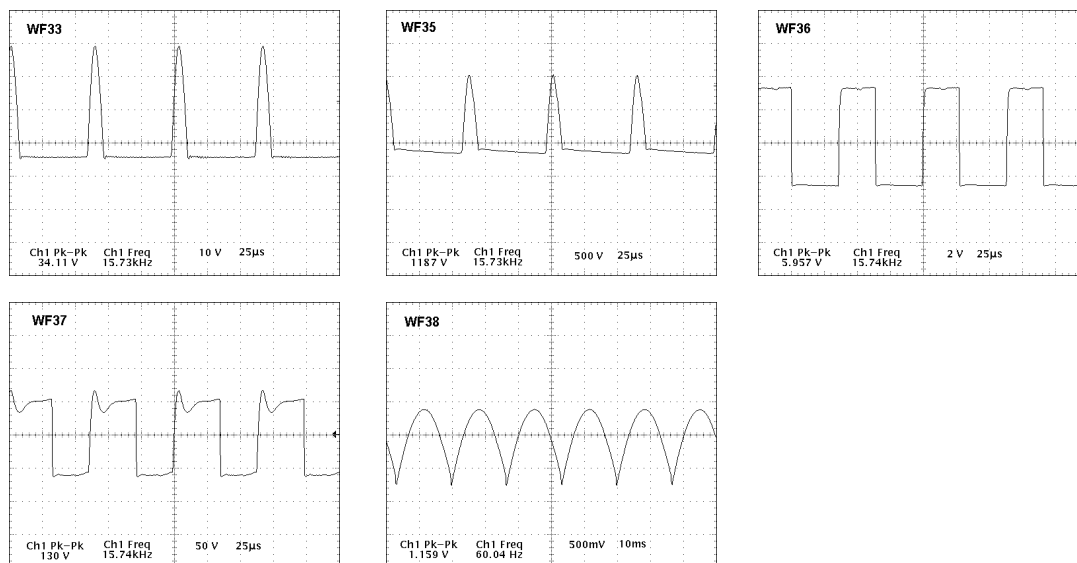 WF33
Ch1 Pk-Pk
34.11 V
Ch1 Freq
15.73kHz
10 V 25µs
WF35
Ch1 Pk-Pk
1187 V
Ch1 Freq
15.73kHz
500 V 25µs
WF36
Ch1 Pk-Pk
5.957 V
Ch1 Freq
15.74kHz
2 V 25µs
WF37
Ch1 Pk-Pk
130 V
Ch1 Freq
15.74kHz
50 V 25µs
WF38
Ch1 Pk-Pk
1.159 V
Ch1 Freq
60.04 Hz
500mV 10ms